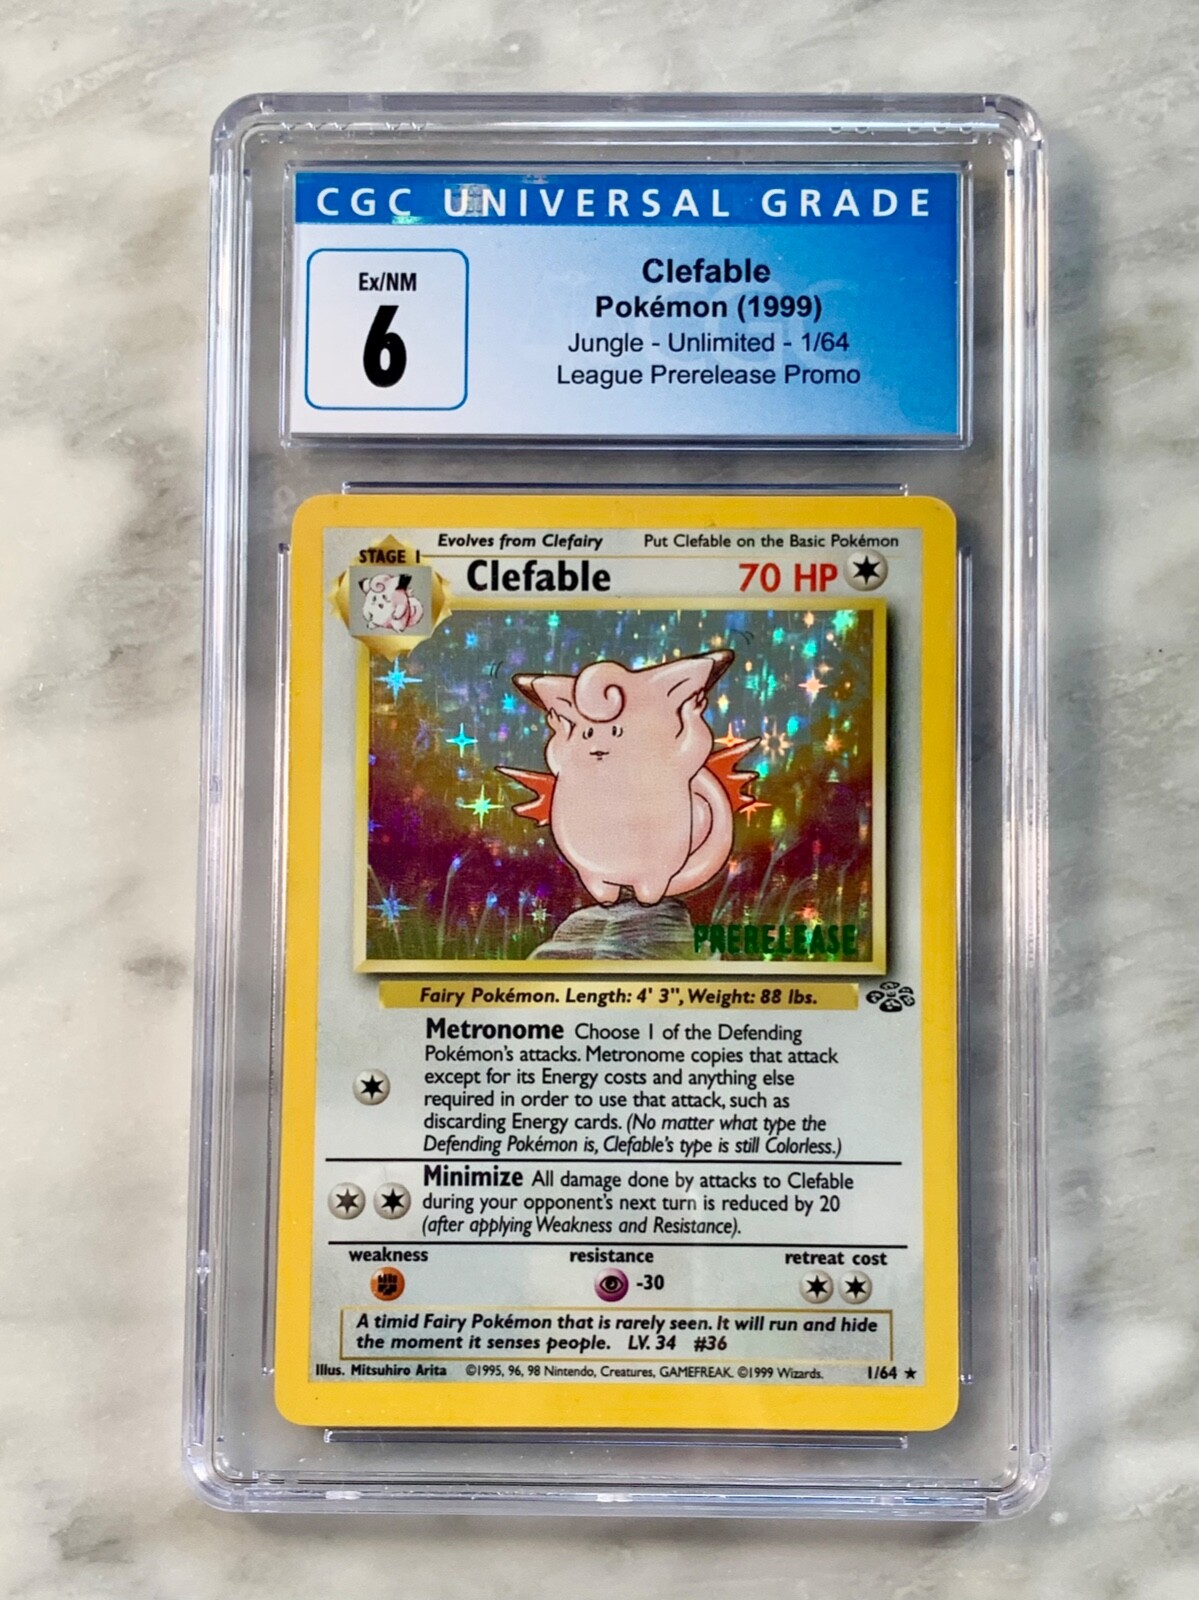 CGC UNIVERSAL GRADE
Ex/NM
6
Clefable
Pokémon (1999)
Jungle - Unlimited - 1/64
League Prerelease Promo
Evolves from Clefairy Put Clefable on the Basic Pokémon
STAGE 1
Clefable 70 HP
PRERELEASE
Fairy Pokémon. Length: 4' 3", Weight: 88 lbs.
Metronome Choose 1 of the Defending
Pokémon's attacks. Metronome copies that attack
except for its Energy costs and anything else
required in order to use that attack, such as
discarding Energy cards. (No matter what type the
Defending Pokémon is, Clefable's type is still Colorless.)
Minimize All damage done by attacks to Clefable
during your opponent's next turn is reduced by 20
(after applying Weakness and Resistance).
weakness resistance retreat cost
-30
A timid Fairy Pokémon that is rarely seen. It will run and hide
the moment it senses people. LV. 34 #36
Illus. Mitsuhiro Arita ©1995, 96, 98 Nintendo, Creatures, GAMEFREAK. ©1999 Wizards. 1/64 ★